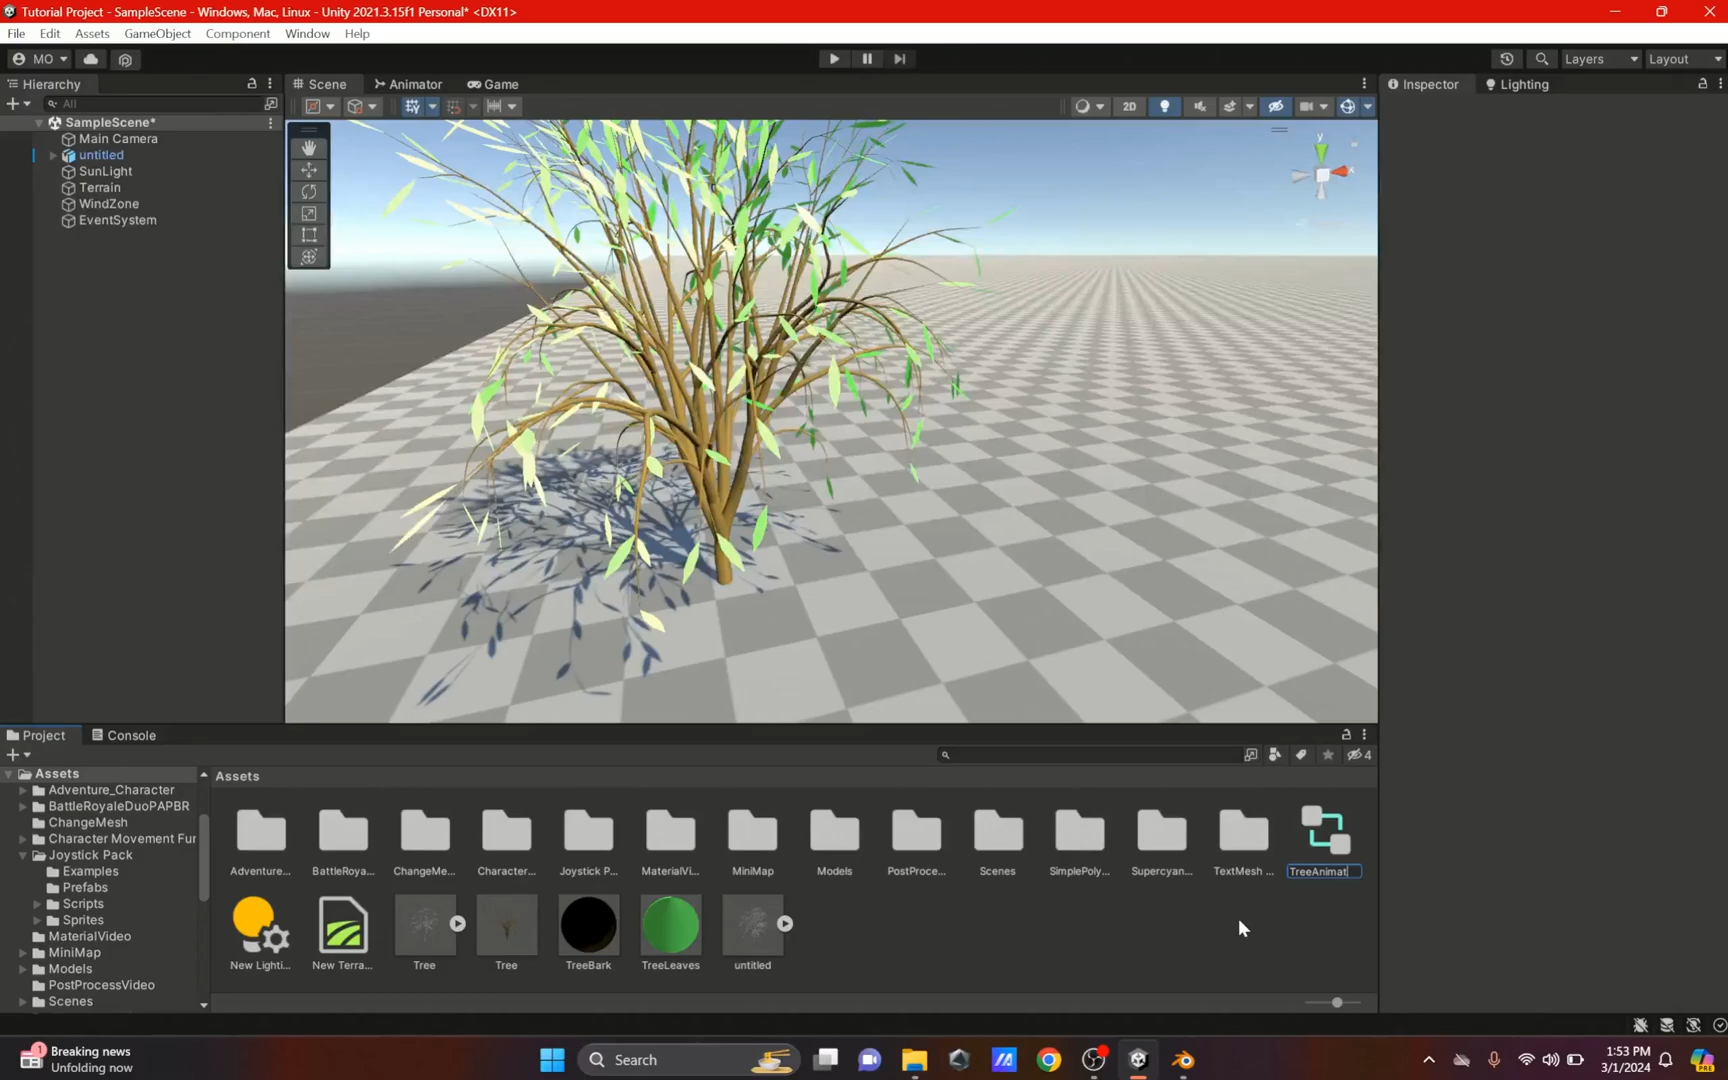 Tutorial Project - SampleScene - Windows, Mac, Linux - Unity 2021.3.15f1 Personal* <DX11>
File Edit Assets GameObject Component Window Help
MO Layers Layout
Hierarchy Scene Animator Game Inspector Lighting
All 2D
SampleScene*
Main Camera
untitled
SunLight
Terrain
WindZone
EventSystem
y
x
Project Console
4
Assets
Adventure_Character
BattleRoyaleDuoPAPBR
ChangeMesh
Character Movement Fur
Joystick Pack
Examples
Prefabs
Scripts
Sprites
MaterialVideo
MiniMap
Models
PostProcessVideo
Scenes
Assets
Adventure... BattleRoya... ChangeMe... Character... Joystick P... MaterialVi... MiniMap Models PostProce... Scenes SimplePoly... Supercyan... TextMesh ... TreeAnimat
New Lighti... New Terra... Tree Tree TreeBark TreeLeaves untitled
1 Breaking news
Unfolding now
Search
1:53 PM
3/1/2024
PRE